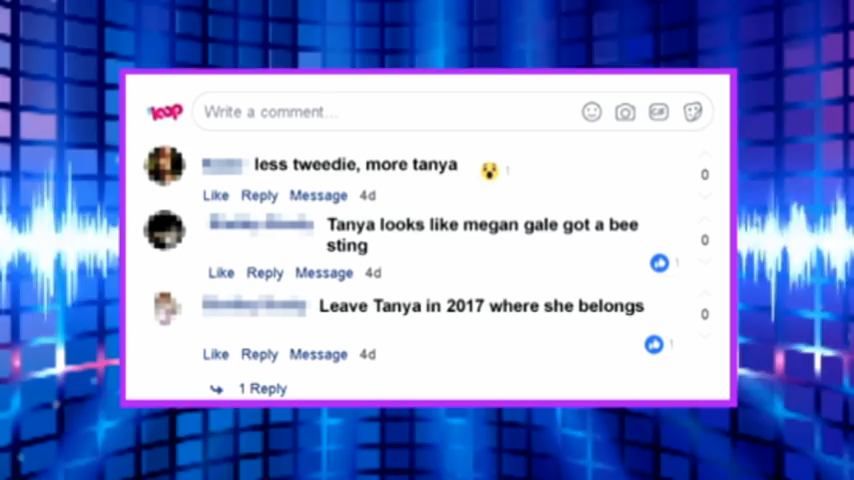 loop
Write a comment...
GIF
less tweedie, more tanya
1
0
Like Reply Message 4d
Tanya looks like megan gale got a bee
sting
0
1
Like Reply Message 4d
Leave Tanya in 2017 where she belongs
0
1
Like Reply Message 4d
1 Reply